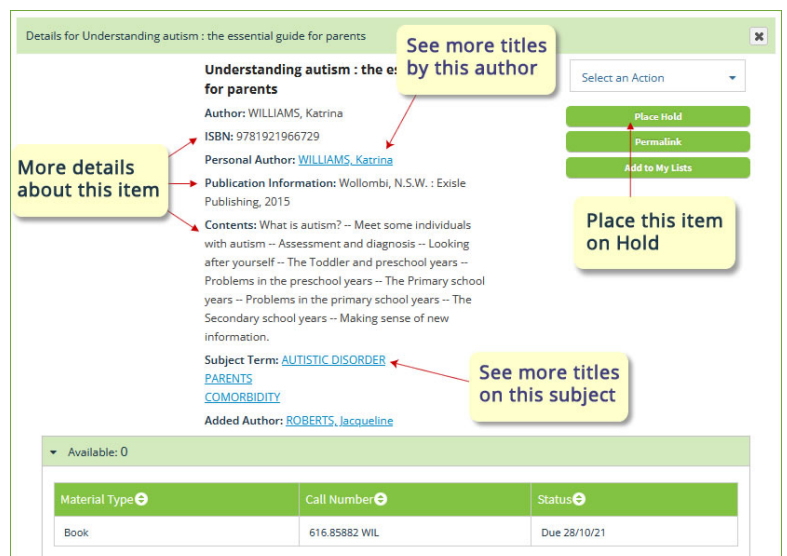 Details for Understanding autism : the essential guide for parents
See more titles
by this author
Understanding autism : the es
for parents
Select an Action
Author: WILLIAMS, Katrina
ISBN: 9781921966729
Personal Author: WILLIAMS, Katrina
Publication Information: Wollombi, N.S.W. : Exisle
Publishing, 2015
Contents: What is autism? -- Meet some individuals
with autism -- Assessment and diagnosis -- Looking
after yourself -- The Toddler and preschool years --
Problems in the preschool years -- The Primary school
years -- Problems in the primary school years -- The
Secondary school years -- Making sense of new
information.
Subject Term: AUTISTIC DISORDER
PARENTS
COMORBIDITY
Added Author: ROBERTS, Jacqueline
More details
about this item
Place Hold
Permalink
Add to My Lists
Place this item
on Hold
See more titles
on this subject
Available: 0
Material Type Call Number Status
Book 616.85882 WIL Due 28/10/21